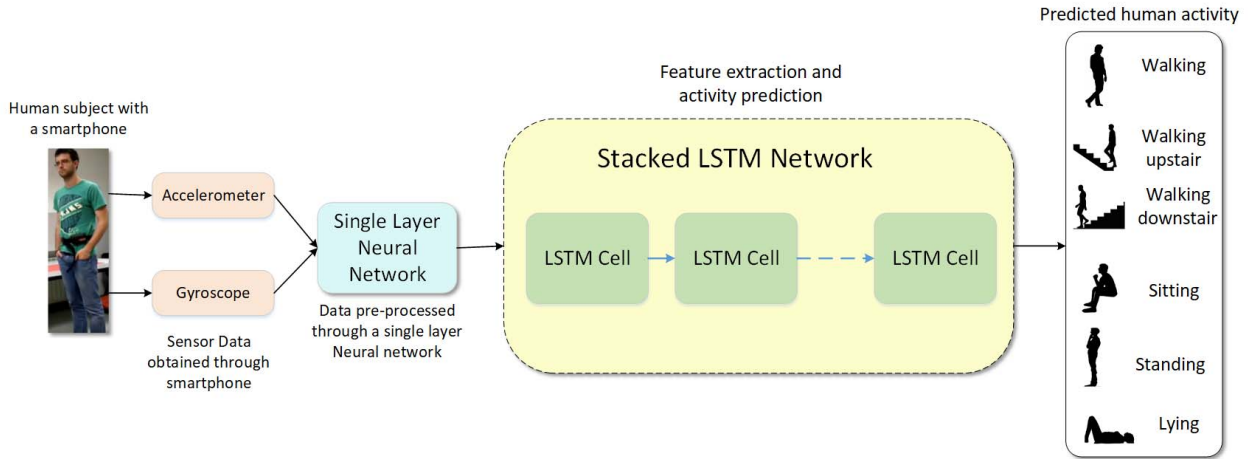 Predicted human activity
Human subject with
a smartphone
Accelerometer
Gyroscope
Sensor Data
obtained through
smartphone
Single Layer
Neural
Network
Data pre-processed
through a single layer
Neural network
Feature extraction and
activity prediction
Stacked LSTM Network
LSTM Cell
LSTM Cell
LSTM Cell
Walking
Walking
upstair
Walking
downstair
Sitting
Standing
Lying